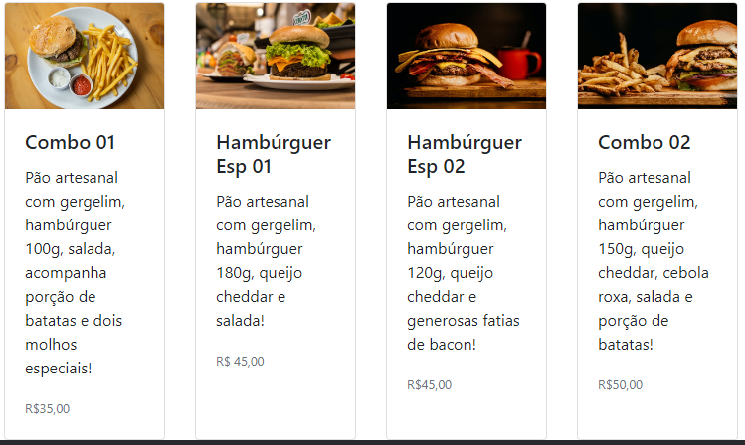 Combo 01
Pão artesanal
com gergelim,
hambúrguer
100g, salada,
acompanha
porção de
batatas e dois
molhos
especiais!
R$35,00
Hambúrguer
Esp 01
Pão artesanal
com gergelim,
hambúrguer
180g, queijo
cheddar e
salada!
R$ 45,00
Hambúrguer
Esp 02
Pão artesanal
com gergelim,
hambúrguer
120g, queijo
cheddar e
generosas fatias
de bacon!
R$45,00
Combo 02
Pão artesanal
com gergelim,
hambúrguer
150g, queijo
cheddar, cebola
roxa, salada e
porção de
batatas!
R$50,00